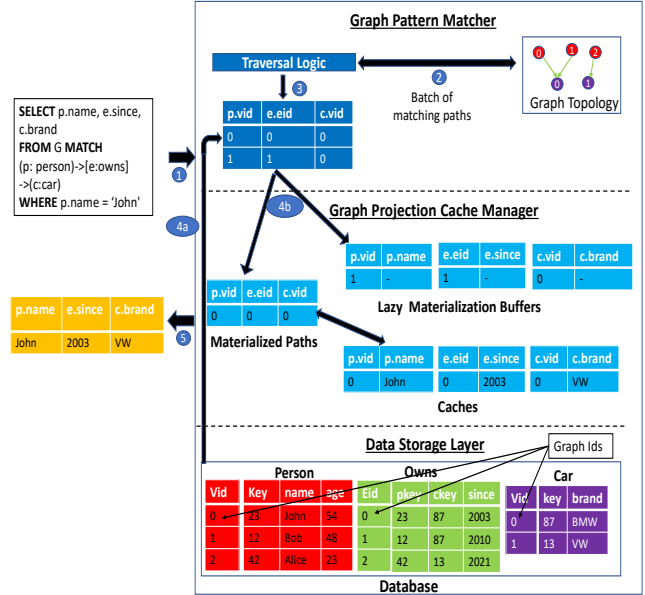 Graph Pattern Matcher
Traversal Logic
2
Batch of
matching paths
0 1 2
0 1
Graph Topology
3
p.vid e.eid c.vid
0 0 0
1 1 0
SELECT p.name, e.since,
c.brand
FROM G MATCH
(p: person)->[e:owns]
->(c:car)
WHERE p.name = ‘John’
1
4a
4b
Graph Projection Cache Manager
p.vid p.name e.eid e.since c.vid c.brand
1 - 1 - 0 -
Lazy Materialization Buffers
p.vid e.eid c.vid
0 0 0
Materialized Paths
p.name e.since c.brand
John 2003 VW
5
p.vid p.name e.eid e.since c.vid c.brand
0 John 0 2003 0 VW
Caches
Data Storage Layer
Graph Ids
Person Owns Car
Vid Key name age
0 23 John 54
1 12 Bob 48
2 42 Alice 23
Eid pkey ckey since
0 23 87 2003
1 12 87 2010
2 42 13 2021
Vid key brand
0 87 BMW
1 13 VW
Database